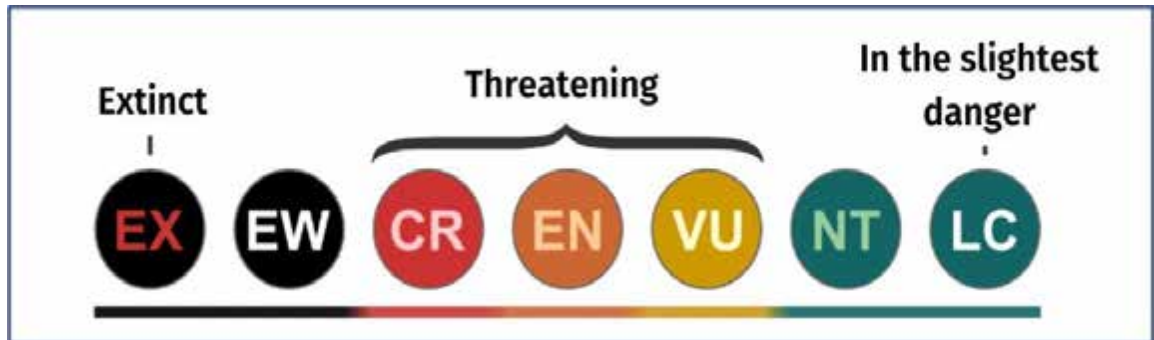 Extinct
Threatening
In the slightest
danger
EX EW CR EN VU NT LC